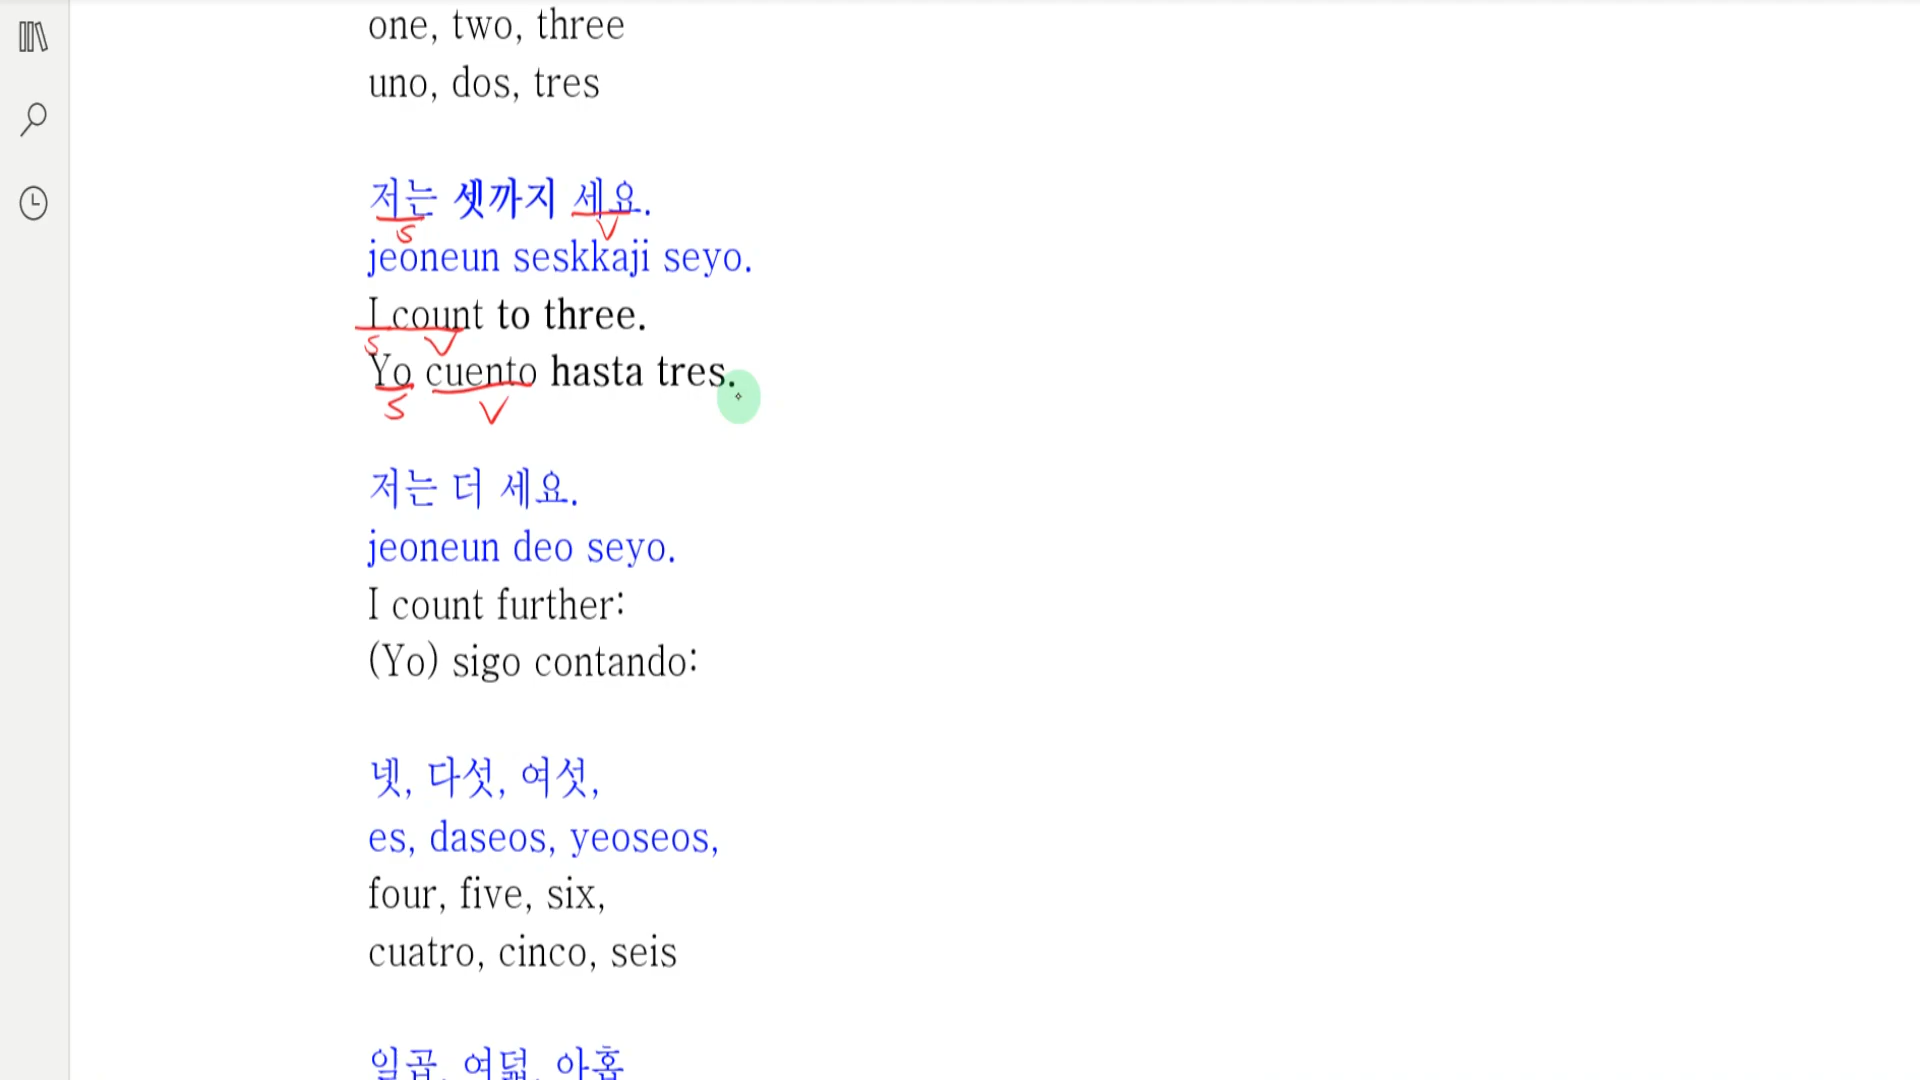 one, two, three
uno, dos, tres
저는 셋까지 세요.
S V
jeoneun seskkaji seyo.
I count to three.
S V
Yo cuento hasta tres.
S V
저는 더 세요.
jeoneun deo seyo.
I count further:
(Yo) sigo contando:
넷, 다섯, 여섯,
es, daseos, yeoseos,
four, five, six,
cuatro, cinco, seis
일곱, 여덟, 아홉